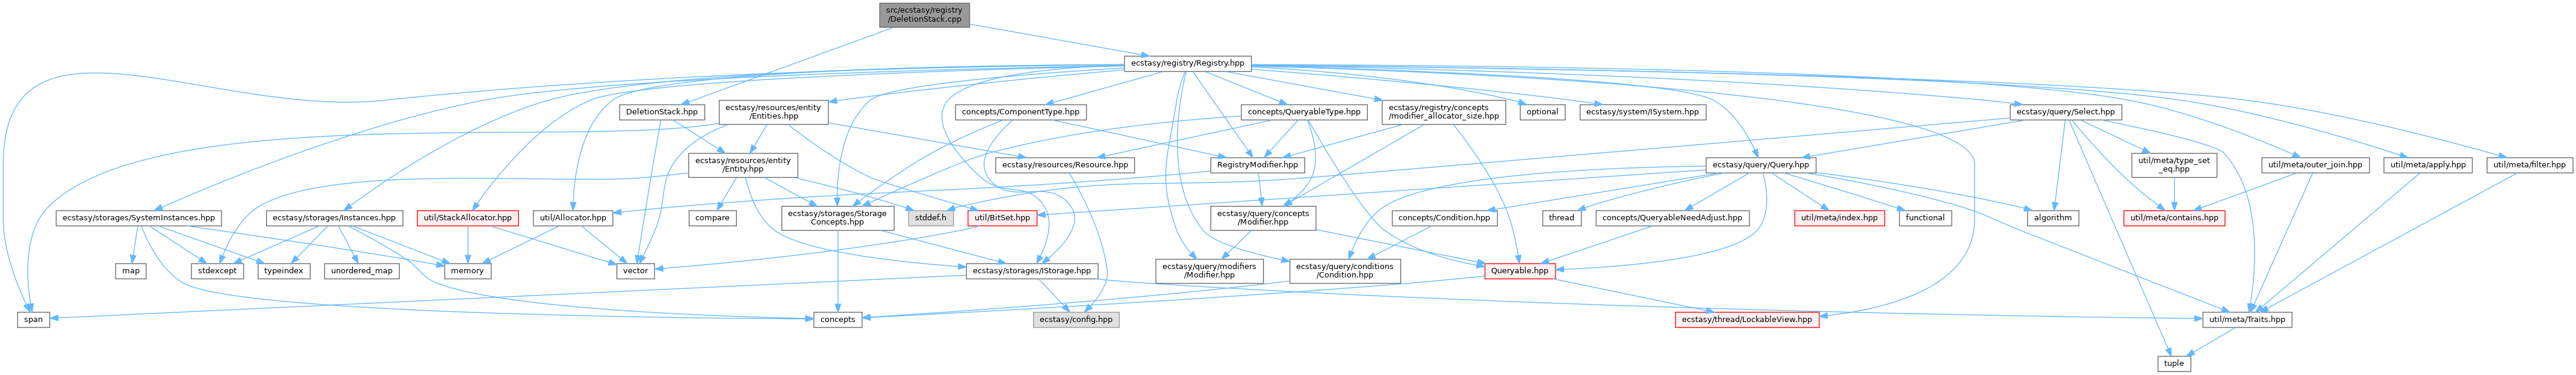 src/ecstasy/registry
/DeletionStack.cpp
ecstasy/registry/Registry.hpp
DeletionStack.hpp
ecstasy/resources/entity
/Entities.hpp
concepts/ComponentType.hpp
concepts/QueryableType.hpp
ecstasy/registry/concepts
/modifier_allocator_size.hpp
optional
ecstasy/system/ISystem.hpp
ecstasy/query/Select.hpp
ecstasy/resources/entity
/Entity.hpp
ecstasy/resources/Resource.hpp
RegistryModifier.hpp
ecstasy/query/Query.hpp
util/meta/type_set
_eq.hpp
util/meta/outer_join.hpp
util/meta/apply.hpp
util/meta/filter.hpp
ecstasy/storages/SystemInstances.hpp
ecstasy/storages/Instances.hpp
util/StackAllocator.hpp
util/Allocator.hpp
compare
ecstasy/storages/Storage
Concepts.hpp
stddef.h
util/BitSet.hpp
ecstasy/query/concepts
/Modifier.hpp
concepts/Condition.hpp
thread
concepts/QueryableNeedAdjust.hpp
util/meta/index.hpp
functional
algorithm
util/meta/contains.hpp
map
stdexcept
typeindex
unordered_map
memory
vector
ecstasy/storages/IStorage.hpp
ecstasy/query/modifiers
/Modifier.hpp
ecstasy/query/conditions
/Condition.hpp
Queryable.hpp
span
concepts
ecstasy/config.hpp
ecstasy/thread/LockableView.hpp
util/meta/Traits.hpp
tuple